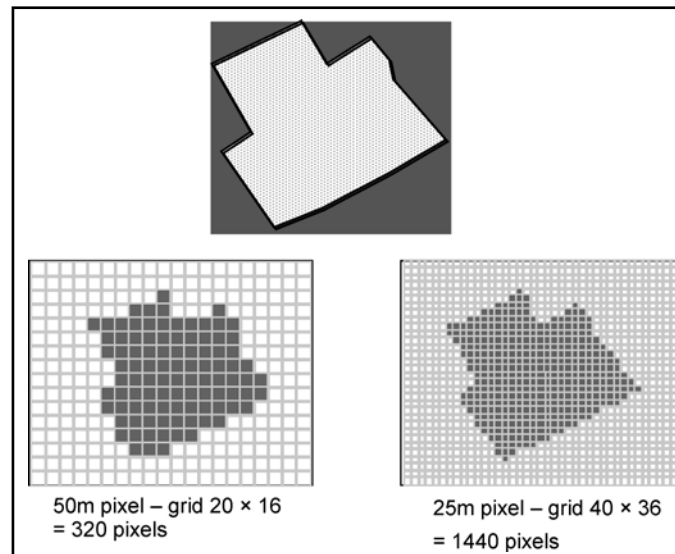 50m pixel – grid 20 × 16
= 320 pixels
25m pixel – grid 40 × 36
= 1440 pixels